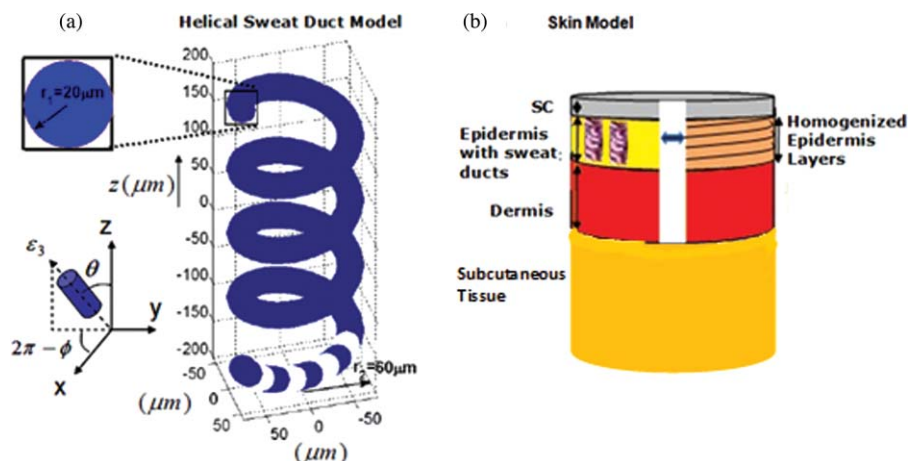 (a)
Helical Sweat Duct Model
r1=20μm
200
150
100
50
0
-50
-100
-150
-200
z(μm)
ε3
θ
z
y
x
2π − ϕ
-50
0
50
(μm)
50
0
-50
(μm)
r2=60μm
(b)
Skin Model
SC
Epidermis
with sweat
ducts
Dermis
Subcutaneous
Tissue
Homogenized
Epidermis
Layers